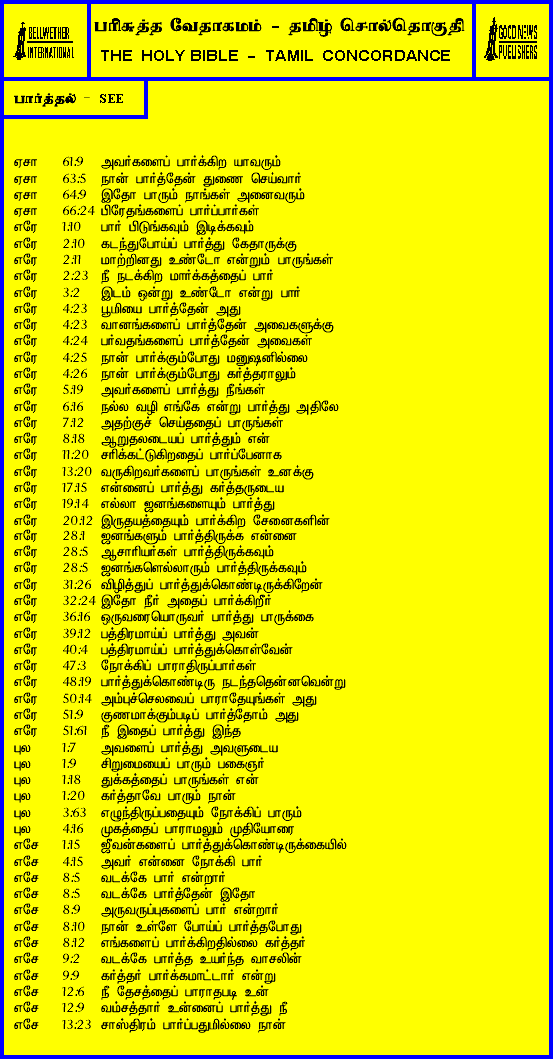 BELLWETHER
INTERNATIONAL
பரிசுத்த வேதாகமம் - தமிழ் சொல்தொகுதி
THE HOLY BIBLE - TAMIL CONCORDANCE
GOOD NEWS
PUBLISHERS
பார்த்தல் - SEE
ஏசா 61:9 அவர்களைப் பார்க்கிற யாவரும்
ஏசா 63:5 நான் பார்த்தேன் துணை செய்வார்
ஏசா 64:9 இதோ பாரும் நாங்கள் அனைவரும்
ஏசா 66:24 பிரேதங்களைப் பார்ப்பார்கள்
எரே 1:10 பார் பிடுங்கவும் இடிக்கவும்
எரே 2:10 கடந்துபோய்ப் பார்த்து கேதாருக்கு
எரே 2:11 மாற்றினது உண்டோ என்றும் பாருங்கள்
எரே 2:23 நீ நடக்கிற மார்க்கத்தைப் பார்
எரே 3:2 இடம் ஒன்று உண்டோ என்று பார்
எரே 4:23 பூமியை பார்த்தேன் அது
எரே 4:23 வானங்களைப் பார்த்தேன் அவைகளுக்கு
எரே 4:24 பர்வதங்களைப் பார்த்தேன் அவைகள்
எரே 4:25 நான் பார்க்கும்போது மனுஷனில்லை
எரே 4:26 நான் பார்க்கும்போது கர்த்தராலும்
எரே 5:19 அவர்களைப் பார்த்து நீங்கள்
எரே 6:16 நல்ல வழி எங்கே என்று பார்த்து அதிலே
எரே 7:12 அதற்குச் செய்ததைப் பாருங்கள்
எரே 8:18 ஆறுதலடையப் பார்த்தும் என்
எரே 11:20 சரிக்கட்டுகிறதைப் பார்ப்பேனாக
எரே 13:20 வருகிறவர்களைப் பாருங்கள் உனக்கு
எரே 17:15 என்னைப் பார்த்து கர்த்தருடைய
எரே 19:14 எல்லா ஜனங்களையும் பார்த்து
எரே 20:12 இருதயத்தையும் பார்க்கிற சேனைகளின்
எரே 28:1 ஜனங்களும் பார்த்திருக்க என்னை
எரே 28:5 ஆசாரியர்கள் பார்த்திருக்கவும்
எரே 28:5 ஜனங்களெல்லாரும் பார்த்திருக்கவும்
எரே 31:26 விழித்துப் பார்த்துக்கொண்டிருக்கிறேன்
எரே 32:24 இதோ நீர் அதைப் பார்க்கிறீர்
எரே 36:16 ஒருவரையொருவர் பார்த்து பாருக்கை
எரே 39:12 பத்திரமாய்ப் பார்த்து அவன்
எரே 40:4 பத்திரமாய்ப் பார்த்துக்கொள்வேன்
எரே 47:3 நோக்கிப் பாராதிருப்பார்கள்
எரே 48:19 பார்த்துக்கொண்டிரு நடந்ததென்னவென்று
எரே 50:14 அம்புச்செலவைப் பாராதேயுங்கள் அது
எரே 51:9 குணமாக்கும்படிப் பார்த்தோம் அது
எரே 51:61 நீ இதைப் பார்த்து இந்த
புல 1:7 அவளைப் பார்த்து அவளுடைய
புல 1:9 சிறுமையைப் பாரும் பகைஞர்
புல 1:18 துக்கத்தைப் பாருங்கள் என்
புல 1:20 கர்த்தாவே பாரும் நான்
புல 3:63 எழுந்திருப்பதையும் நோக்கிப் பாரும்
புல 4:16 முகத்தைப் பாராமலும் முதியோரை
எசே 1:15 ஜீவன்களைப் பார்த்துக்கொண்டிருக்கையில்
எசே 4:15 அவர் என்னை நோக்கி பார்
எசே 8:5 வடக்கே பார் என்றார்
எசே 8:5 வடக்கே பார்த்தேன் இதோ
எசே 8:9 அருவருப்புகளைப் பார் என்றார்
எசே 8:10 நான் உள்ளே போய்ப் பார்த்தபோது
எசே 8:12 எங்களைப் பார்க்கிறதில்லை கர்த்தர்
எசே 9:2 வடக்கே பார்த்த உயர்ந்த வாசலின்
எசே 9:9 கர்த்தர் பார்க்கமாட்டார் என்று
எசே 12:6 நீ தேசத்தைப் பாராதபடி உன்
எசே 12:9 வம்சத்தார் உன்னைப் பார்த்து நீ
எசே 13:23 சாஸ்திரம் பார்ப்பதுமில்லை நான்